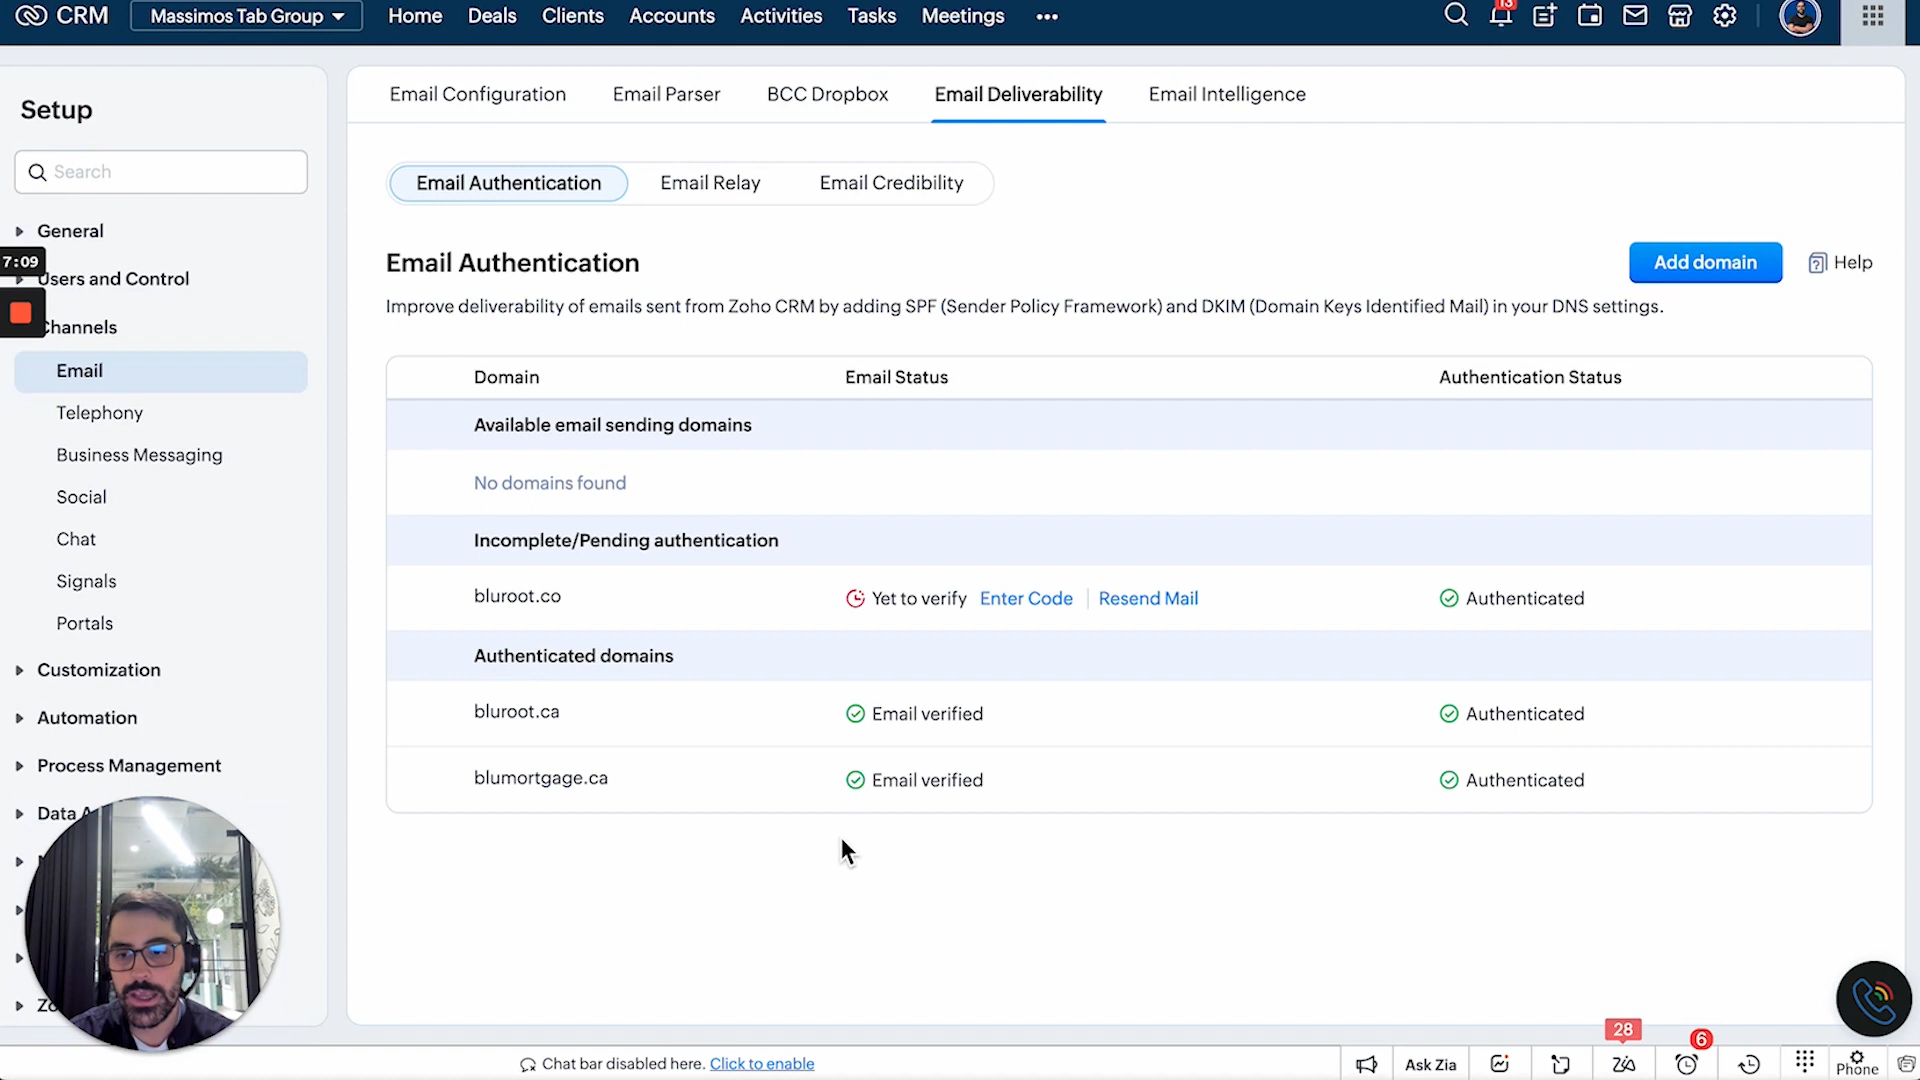 CRM
Massimos Tab Group
Home
Deals
Clients
Accounts
Activities
Tasks
Meetings
13
Setup
Search
General
7:09
Users and Control
Channels
Email
Telephony
Business Messaging
Social
Chat
Signals
Portals
Customization
Automation
Process Management
Data A
Zo
Email Configuration
Email Parser
BCC Dropbox
Email Deliverability
Email Intelligence
Email Authentication
Email Relay
Email Credibility
Email Authentication
Add domain
Help
Improve deliverability of emails sent from Zoho CRM by adding SPF (Sender Policy Framework) and DKIM (Domain Keys Identified Mail) in your DNS settings.
Domain Email Status Authentication Status
Available email sending domains
No domains found
Incomplete/Pending authentication
bluroot.co Yet to verify Enter Code | Resend Mail Authenticated
Authenticated domains
bluroot.ca Email verified Authenticated
blumortgage.ca Email verified Authenticated
Chat bar disabled here. Click to enable
Ask Zia
28
6
Phone